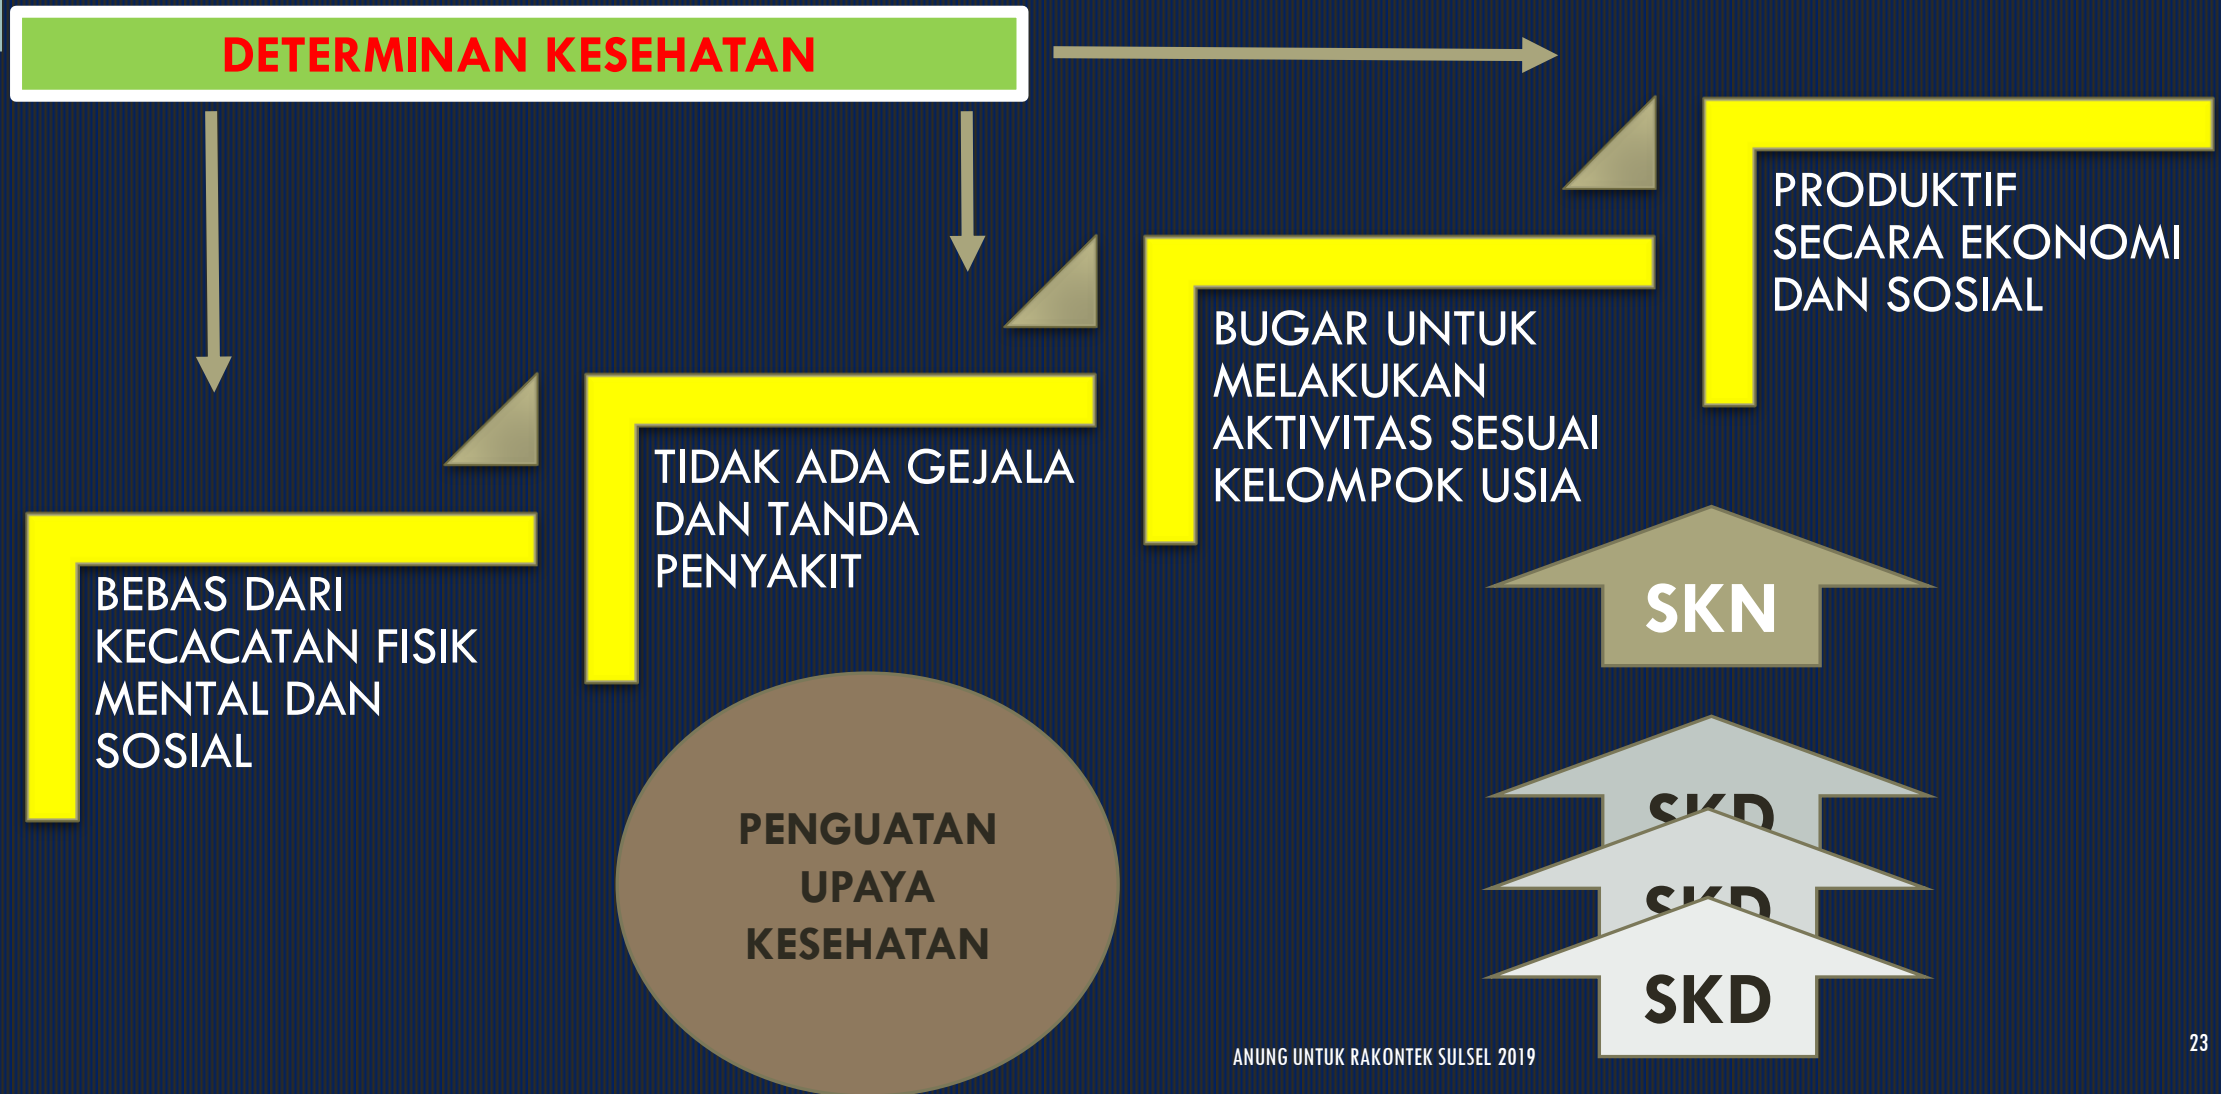 DETERMINAN KESEHATAN
BEBAS DARI
KECACATAN FISIK
MENTAL DAN
SOSIAL
TIDAK ADA GEJALA
DAN TANDA
PENYAKIT
BUGAR UNTUK
MELAKUKAN
AKTIVITAS SESUAI
KELOMPOK USIA
PRODUKTIF
SECARA EKONOMI
DAN SOSIAL
PENGUATAN
UPAYA
KESEHATAN
SKN
SKD
SKD
SKD
ANUNG UNTUK RAKONTEK SULSEL 2019
23